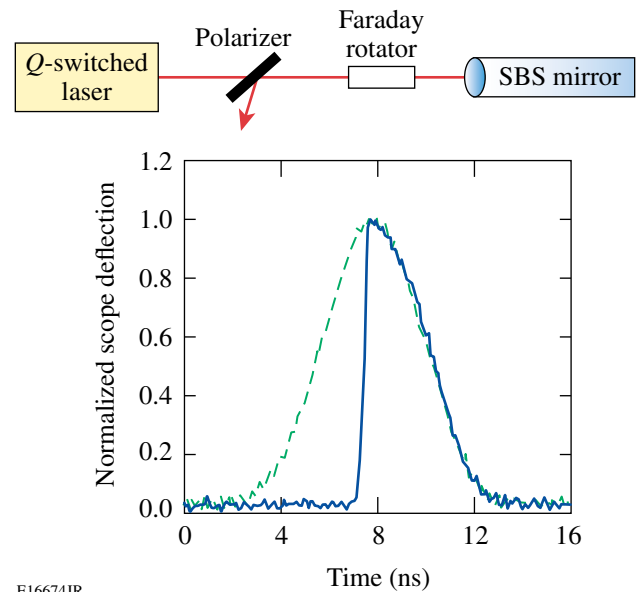 Q-switched
laser
Polarizer
Faraday
rotator
SBS mirror
Normalized scope deflection
1.2
1.0
0.8
0.6
0.4
0.2
0.0
0 4 8 12 16
Time (ns)
E16674JR